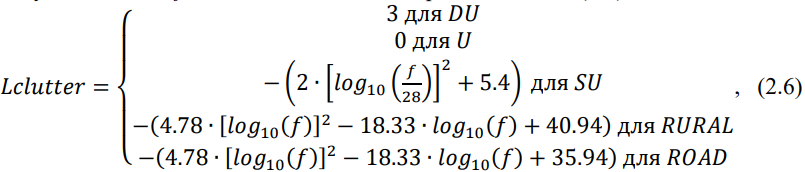 3 для DU
0 для U
Lclutter = { −(2 ∙ [log₁₀ (f/28)]² + 5.4) для SU , (2.6)
−(4.78 ∙ [log₁₀(f)]² − 18.33 ∙ log₁₀(f) + 40.94) для RURAL
−(4.78 ∙ [log₁₀(f)]² − 18.33 ∙ log₁₀(f) + 35.94) для ROAD